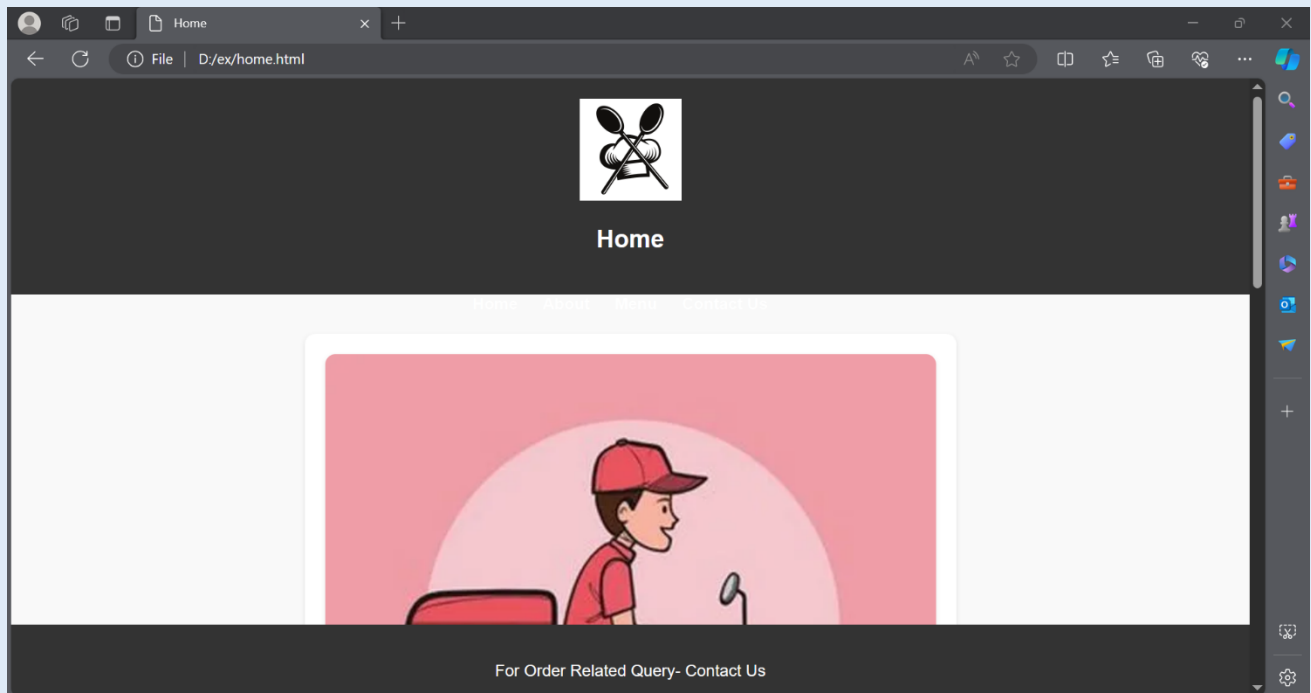 Home
File | D:/ex/home.html
Home
Home About Menu Contact Us
For Order Related Query- Contact Us